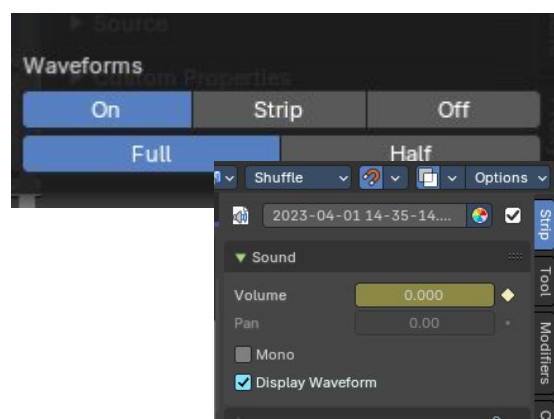 Source
Waveforms
Custom Properties
On Strip Off
Full Half
Shuffle Options
2023-04-01 14-35-14....
Strip
Sound
Volume 0.000
Tool
Pan 0.00
Mono
Modifiers
Display Waveform